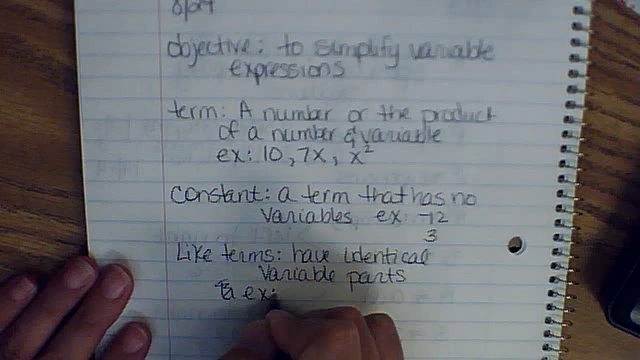 objective: to simplify variable
expressions
term: A number or the product
of a number & variable
ex: 10, 7x, x²
constant: a term that has no
variables ex: -12
3
Like terms: have identical
variable parts
ex: